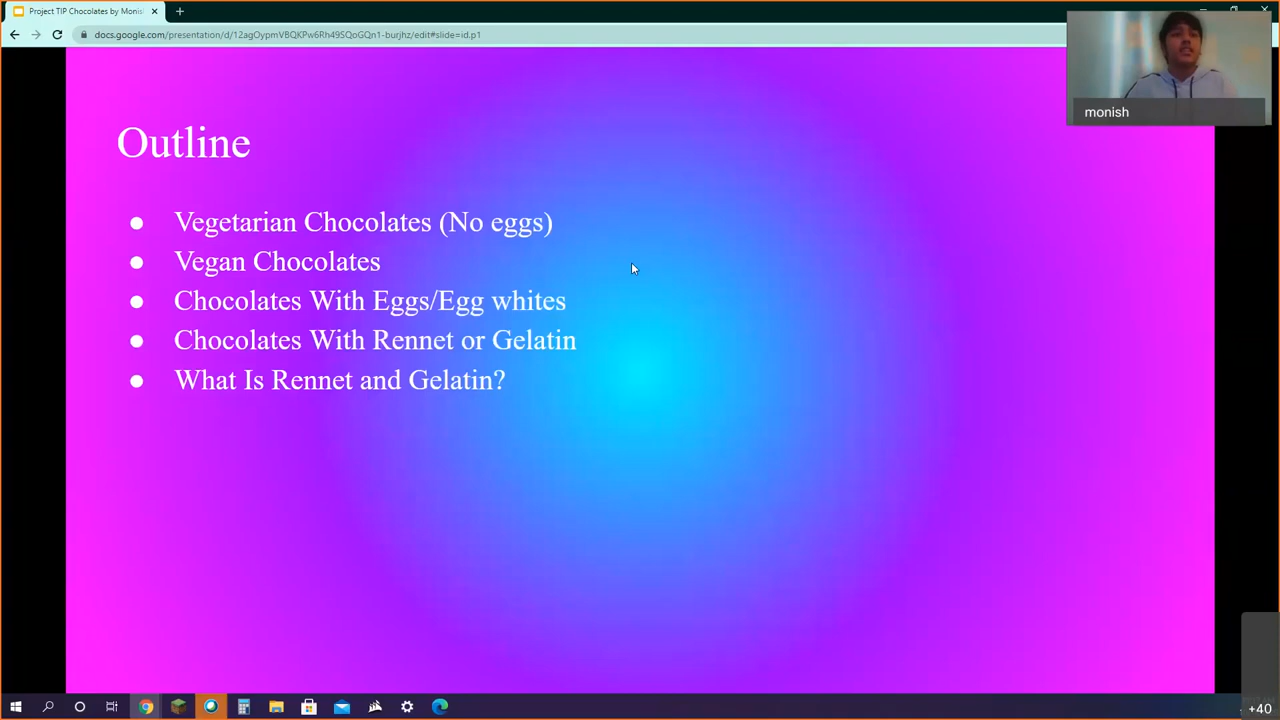 Project TIP Chocolates by Monis
docs.google.com/presentation/d/12agOypmVBQKPw6Rh49SQoGQn1-burjhz/edit#slide=id.p1
monish
Outline
● Vegetarian Chocolates (No eggs)
● Vegan Chocolates
● Chocolates With Eggs/Egg whites
● Chocolates With Rennet or Gelatin
● What Is Rennet and Gelatin?
+40